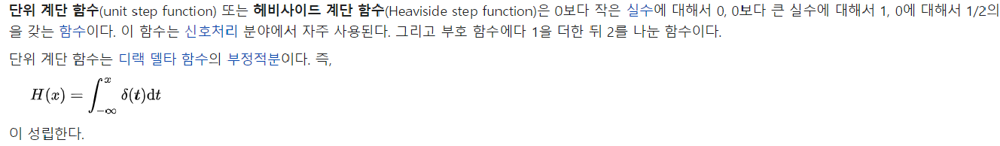 단위 계단 함수(unit step function) 또는 헤비사이드 계단 함수(Heaviside step function)은 0보다 작은 실수에 대해서 0, 0보다 큰 실수에 대해서 1, 0에 대해서 1/2의
을 갖는 함수이다. 이 함수는 신호처리 분야에서 자주 사용된다. 그리고 부호 함수에다 1을 더한 뒤 2를 나눈 함수이다.
단위 계단 함수는 디랙 델타 함수의 부정적분이다. 즉,
H(x) = ∫_{-∞}^{x} δ(t)dt
이 성립한다.